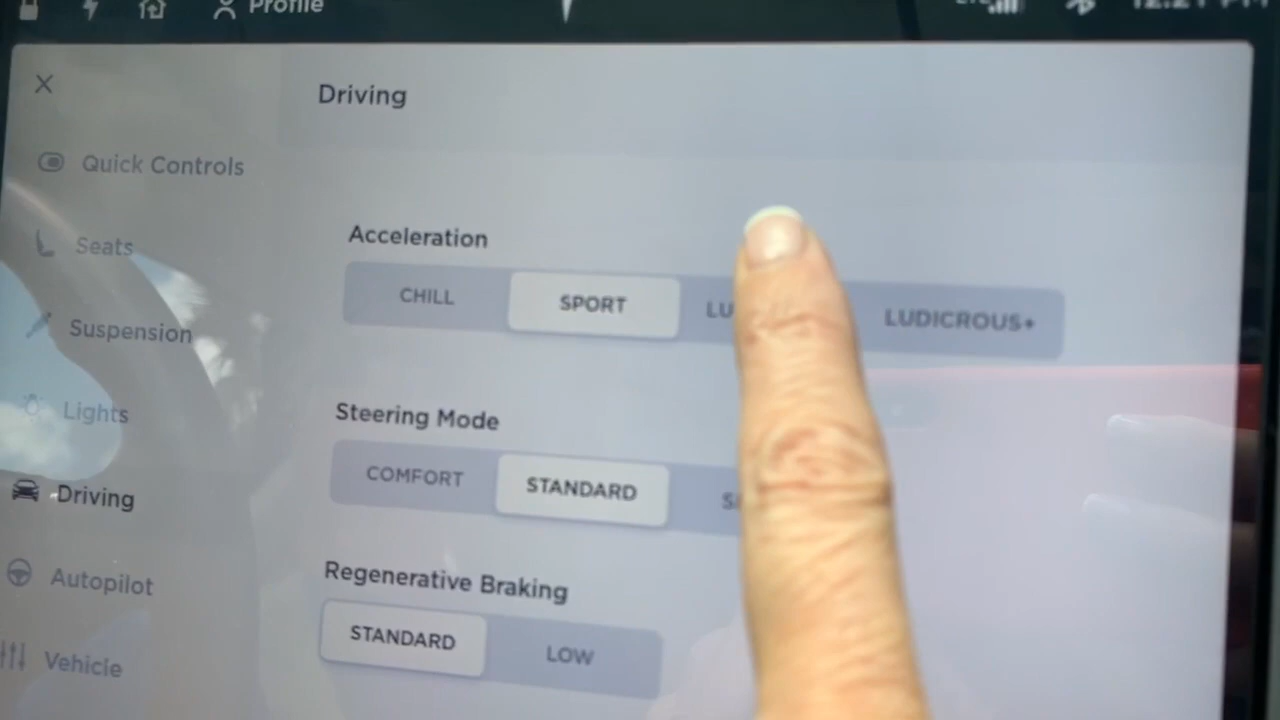 Profile
Driving
Quick Controls
Seats
Suspension
Lights
Driving
Autopilot
Vehicle
Acceleration
CHILL SPORT LUDICROUS+
Steering Mode
COMFORT STANDARD
Regenerative Braking
STANDARD LOW